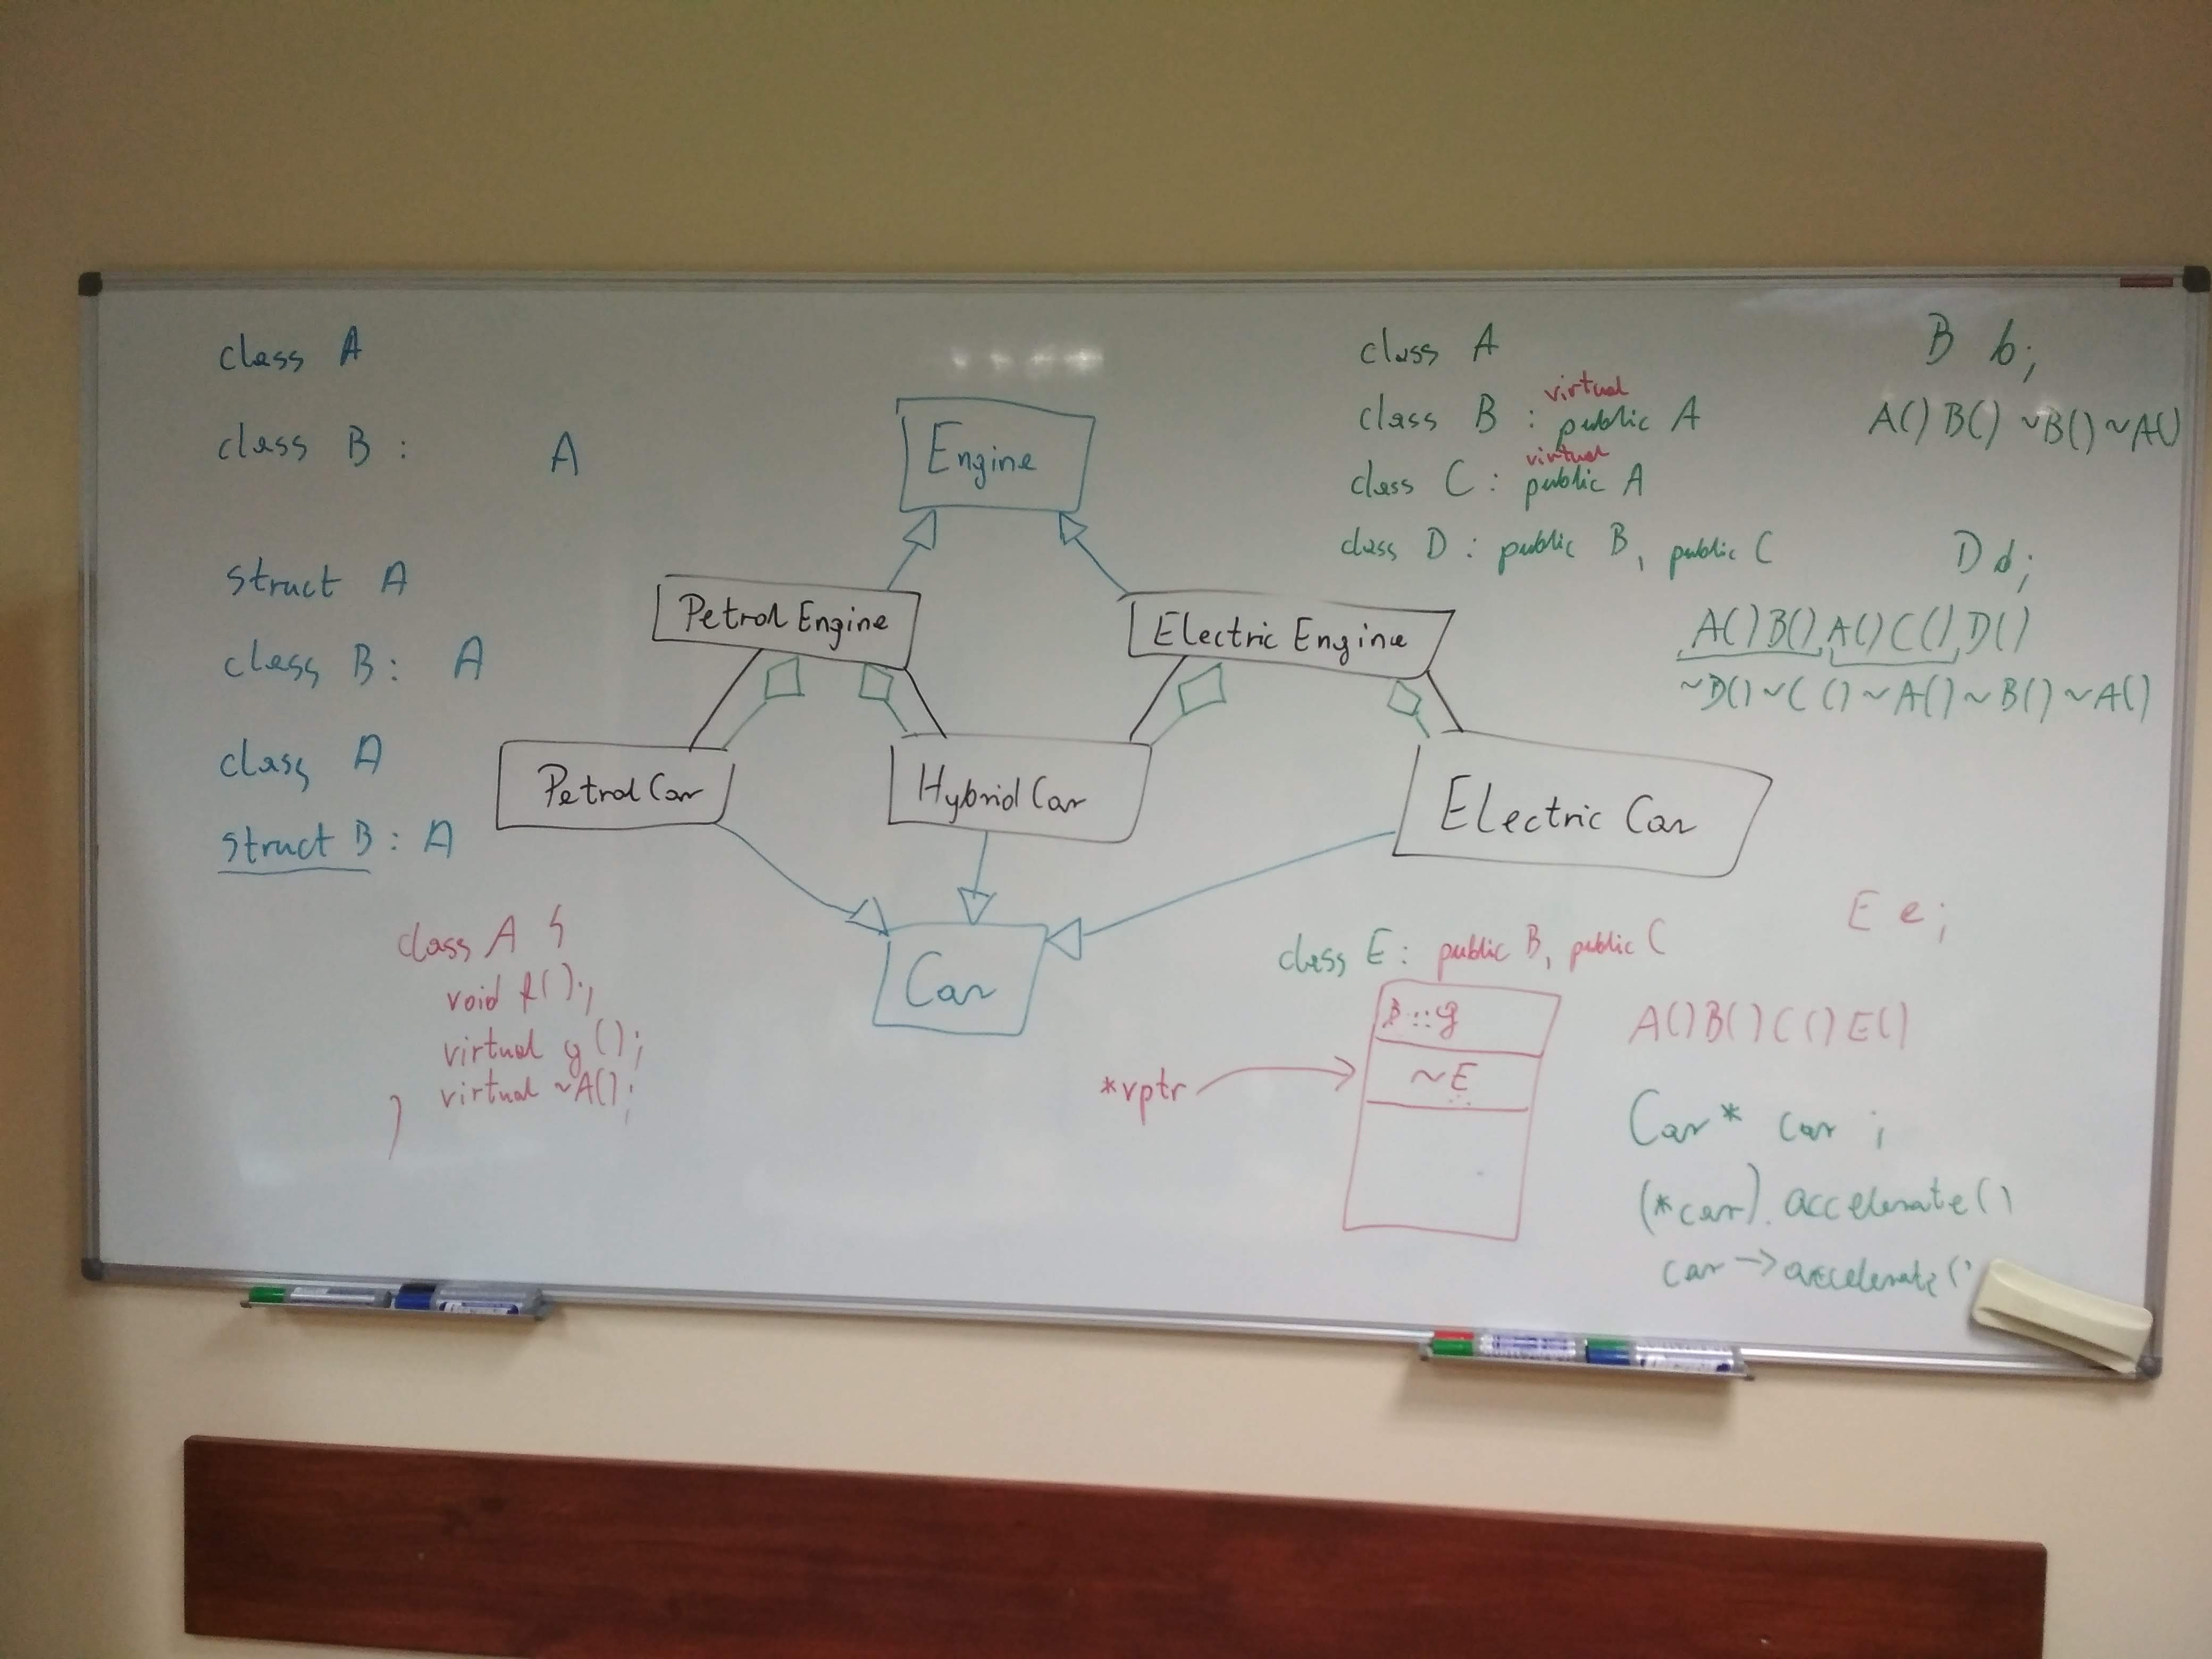 class A
class B : A
struct A
class B : A
class A
struct B : A
class A {
void f();
virtual g();
virtual ~A();
}
Engine
Petrol Engine
Electric Engine
Petrol Car
Hybrid Car
Electric Car
Car
class A
virtual
class B : public A
virtual
class C : public A
class D : public B, public C
B b;
A() B() ~B() ~A()
D d;
A() B() A() C() D()
~D() ~C() ~A() ~B() ~A()
class E : public B, public C
B::g
~E
*vptr
E e;
A() B() C() E()
Car* car ;
(*car). accelerate()
car -> accelerate(